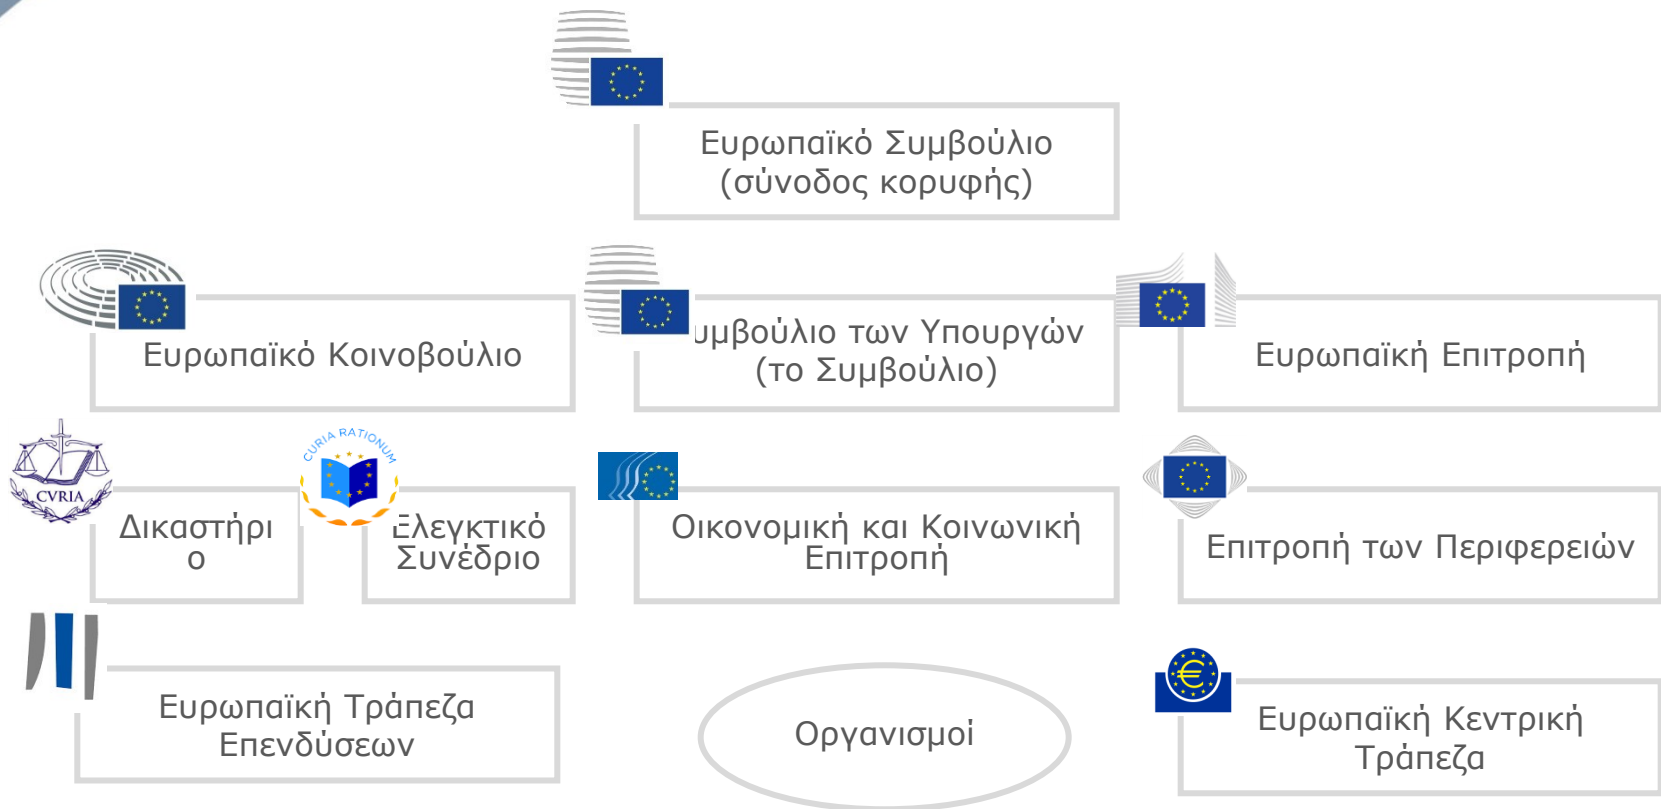 Ευρωπαϊκό Συμβούλιο
(σύνοδος κορυφής)
Ευρωπαϊκό Κοινοβούλιο
υμβούλιο των Υπουργών
(το Συμβούλιο)
Ευρωπαϊκή Επιτροπή
CVRIA
Δικαστήρι
ο
CURIA RATIONUM
Ελεγκτικό
Συνέδριο
Οικονομική και Κοινωνική
Επιτροπή
Επιτροπή των Περιφερειών
Ευρωπαϊκή Τράπεζα
Επενδύσεων
Οργανισμοί
€
Ευρωπαϊκή Κεντρική
Τράπεζα